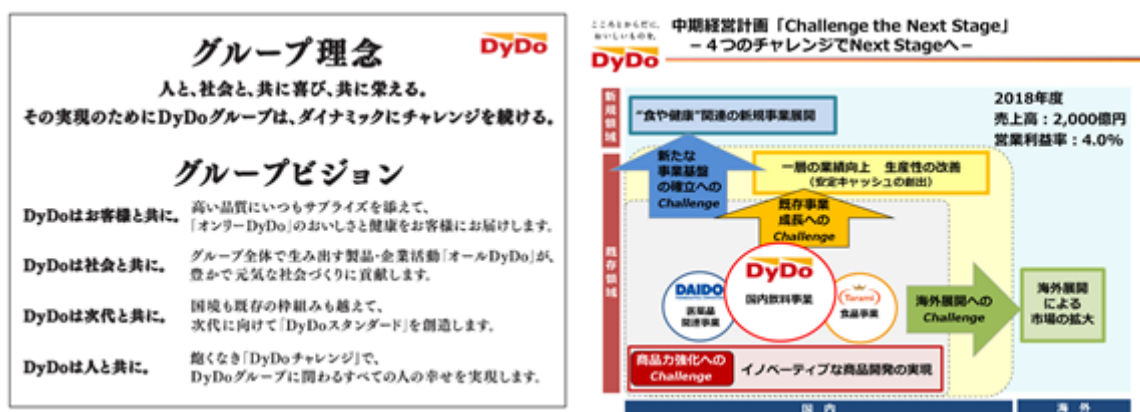 グループ理念
DyDo
人と、社会と、共に喜び、共に栄える。
その実現のためにDyDoグループは、ダイナミックにチャレンジを続ける。
グループビジョン
DyDoはお客様と共に。
高い品質にいつもサプライズを添えて、
「オンリーDyDo」のおいしさと健康をお客様にお届けします。
DyDoは社会と共に。
グループ全体で生み出す製品・企業活動「オールDyDo」が、
豊かで元気な社会づくりに貢献します。
DyDoは次代と共に。
国境も既存の枠組みも越えて、
次代に向けて「DyDoスタンダード」を創造します。
DyDoは人と共に。
飽くなき「DyDoチャレンジ」で、
DyDoグループに関わるすべての人の幸せを実現します。
こころとからだに、
おいしいものを。
DyDo
中期経営計画「Challenge the Next Stage」
－４つのチャレンジでNext Stageへ－
新規領域
"食や健康"関連の新規事業展開
2018年度
売上高：2,000億円
営業利益率：4.0%
新たな
事業基盤
の確立への
Challenge
一層の業績向上 生産性の改善
（安定キャッシュの創出）
既存事業
成長への
Challenge
既存領域
DyDo
国内飲料事業
DAIDO
医薬品
関連事業
Tarami
食品事業
海外展開への
Challenge
海外展開
による
市場の拡大
商品力強化への
Challenge
イノベーティブな商品開発の実現
国 内
海 外